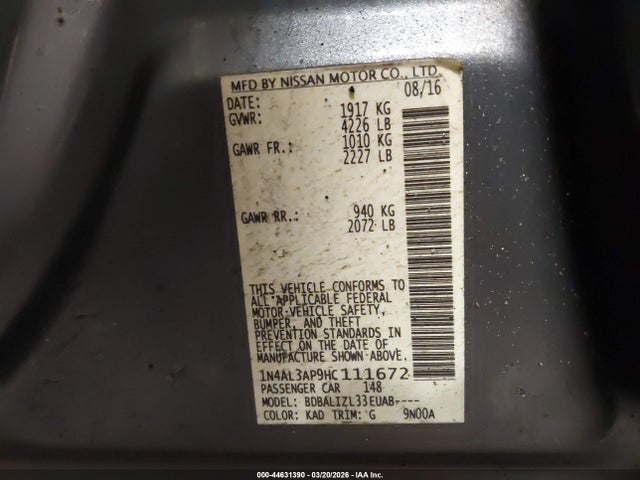 MFD BY NISSAN MOTOR CO., LTD.
DATE: 08/16
GVWR: 1917 KG
4226 LB
GAWR FR.: 1010 KG
2227 LB
GAWR RR.: 940 KG
2072 LB
THIS VEHICLE CONFORMS TO
ALL APPLICABLE FEDERAL
MOTOR VEHICLE SAFETY,
BUMPER, AND THEFT
PREVENTION STANDARDS IN
EFFECT ON THE DATE OF
MANUFACTURE SHOWN ABOVE.
1N4AL3AP9HC111672
PASSENGER CAR 148
MODEL: BDBALIZL33EUAB----
COLOR: KAD TRIM: G 9N00A
000-44631390 - 03/20/2026 - IAA Inc.